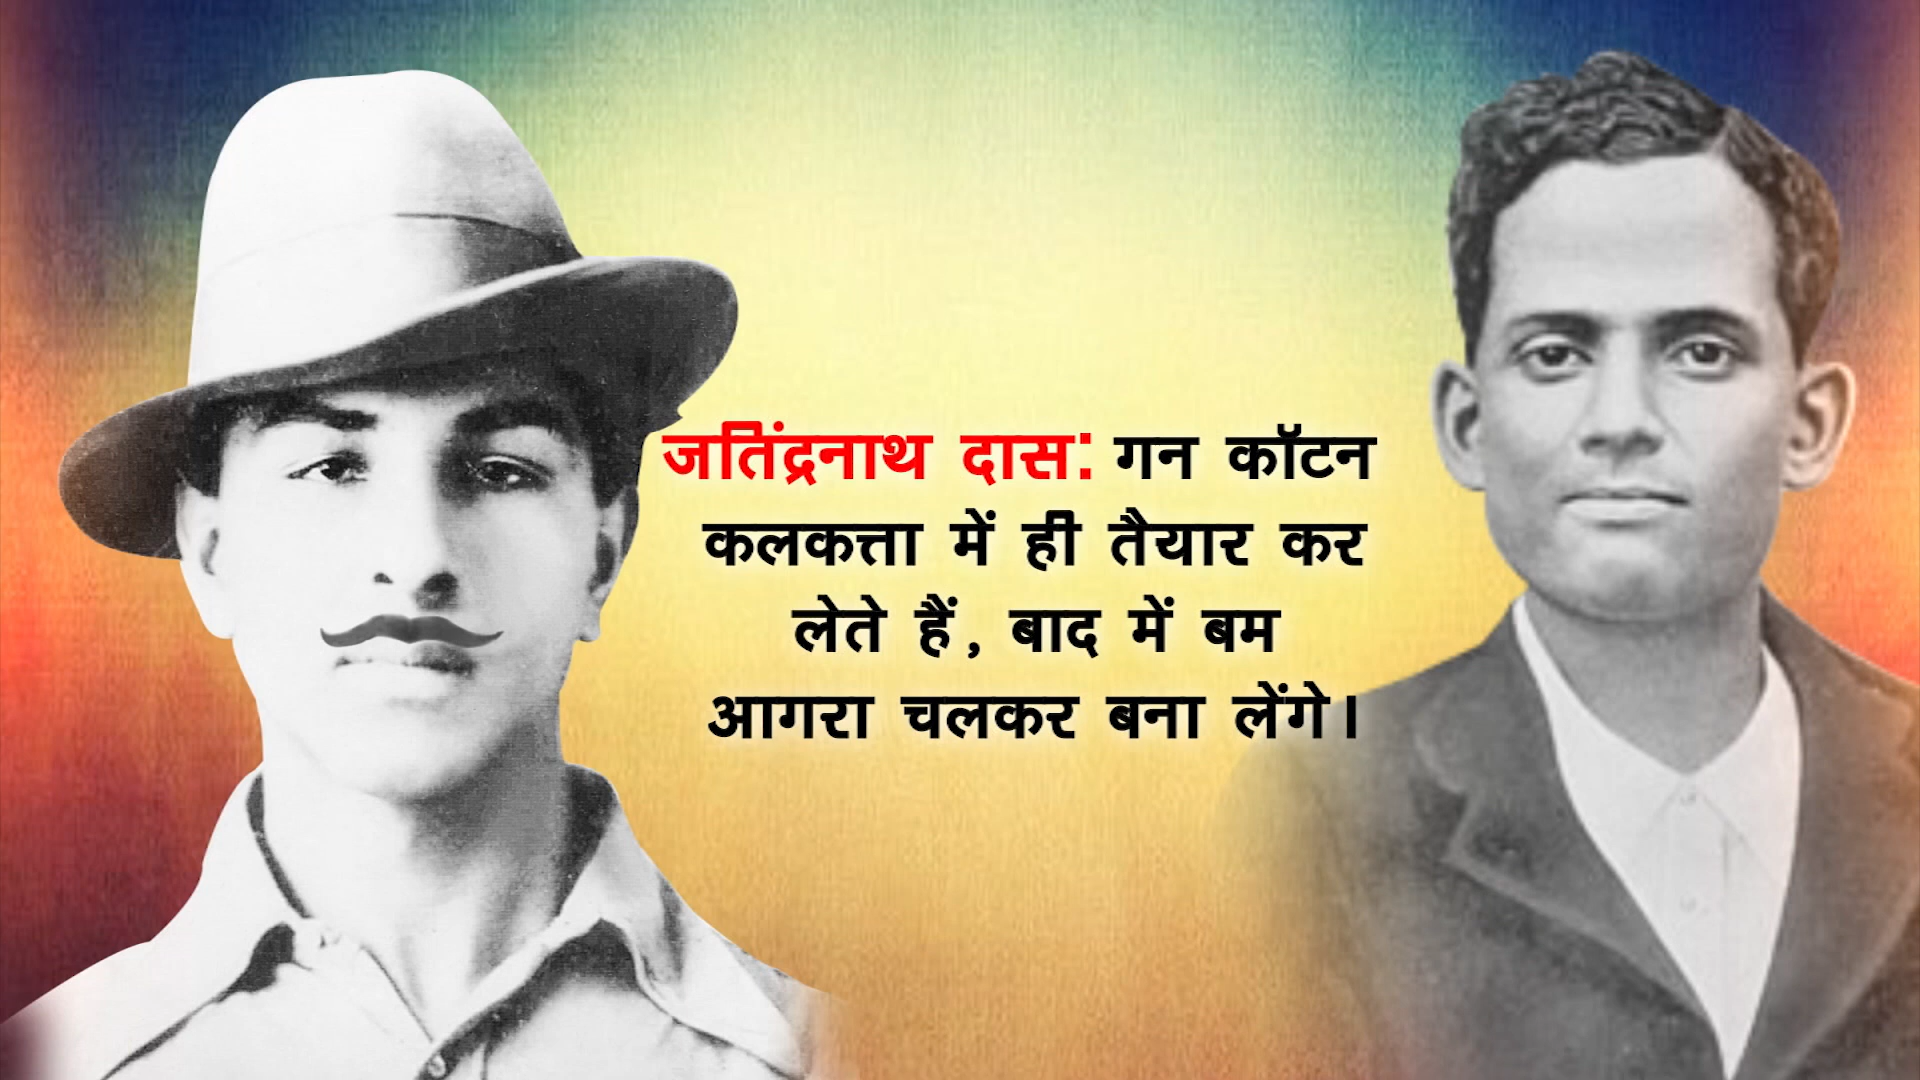 जतिंद्रनाथ दास: गन कॉटन
कलकत्ता में ही तैयार कर
लेते हैं, बाद में बम
आगरा चलकर बना लेंगे।